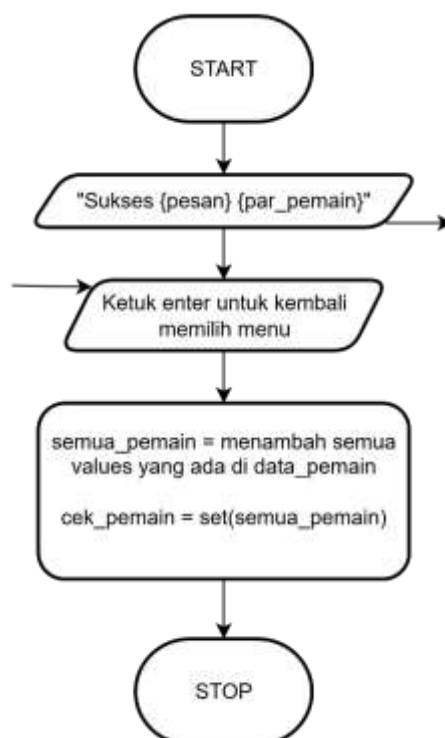 START
"Sukses {pesan} {par_pemain}"
Ketuk enter untuk kembali
memilih menu
semua_pemain = menambah semua
values yang ada di data_pemain
cek_pemain = set(semua_pemain)
STOP